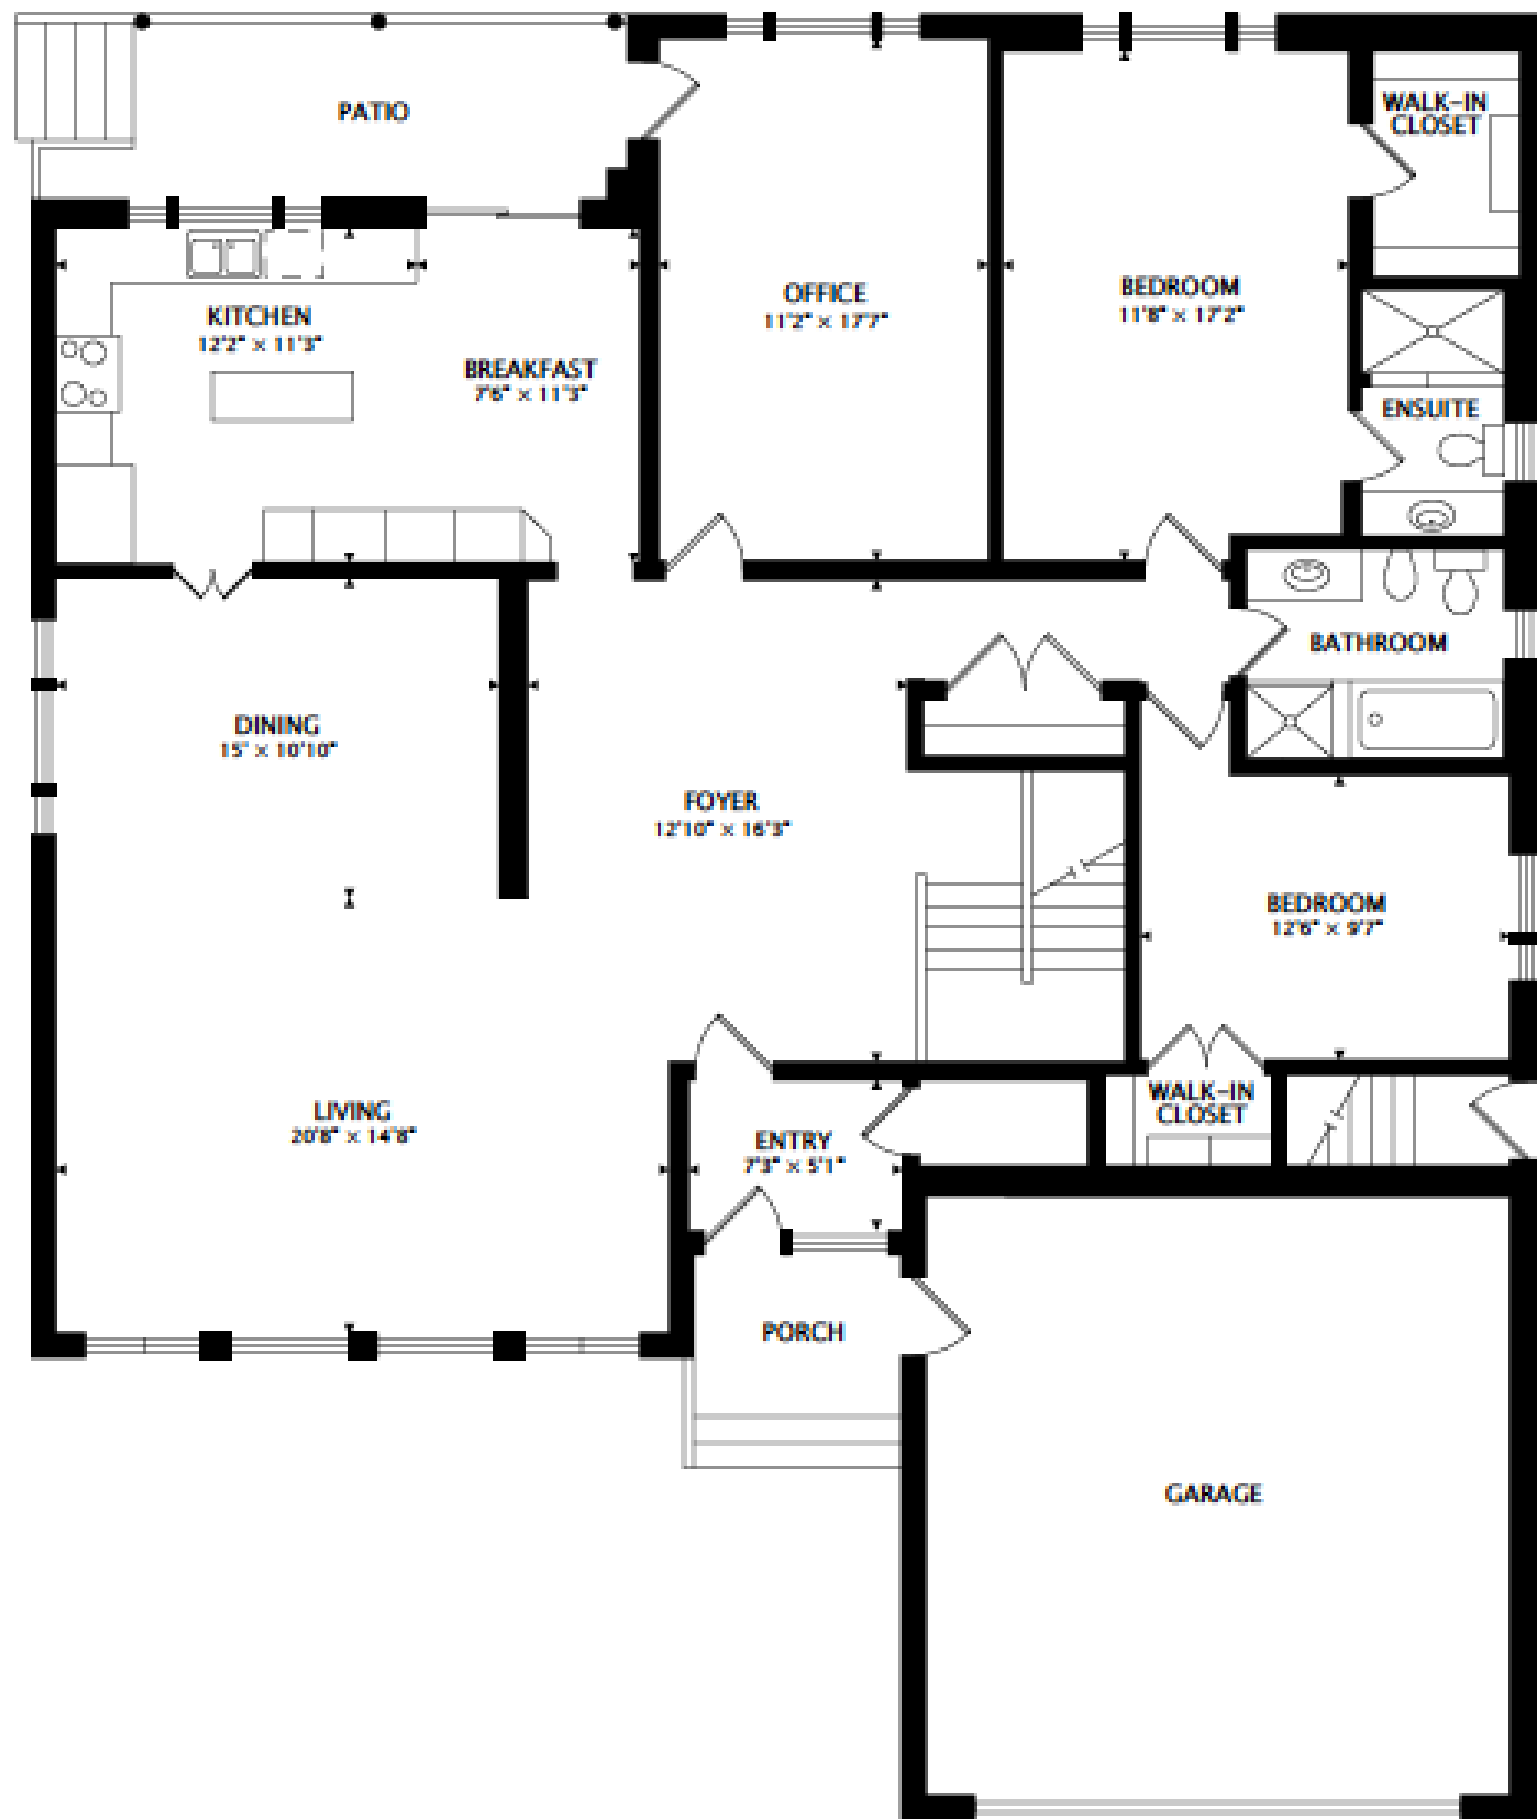 PATIO
WALK-IN
CLOSET
KITCHEN
12'2" × 11'3"
BREAKFAST
7'6" × 11'3"
OFFICE
11'2" × 17'7"
BEDROOM
11'8" × 17'2"
ENSUITE
BATHROOM
DINING
15' × 10'10"
FOYER
12'10" × 16'3"
BEDROOM
12'6" × 9'7"
LIVING
20'8" × 14'8"
ENTRY
7'3" × 5'1"
WALK-IN
CLOSET
PORCH
GARAGE